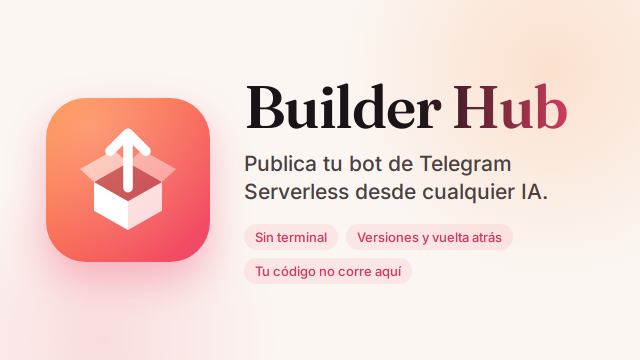 Builder Hub
Publica tu bot de Telegram
Serverless desde cualquier IA.
Sin terminal
Versiones y vuelta atrás
Tu código no corre aquí